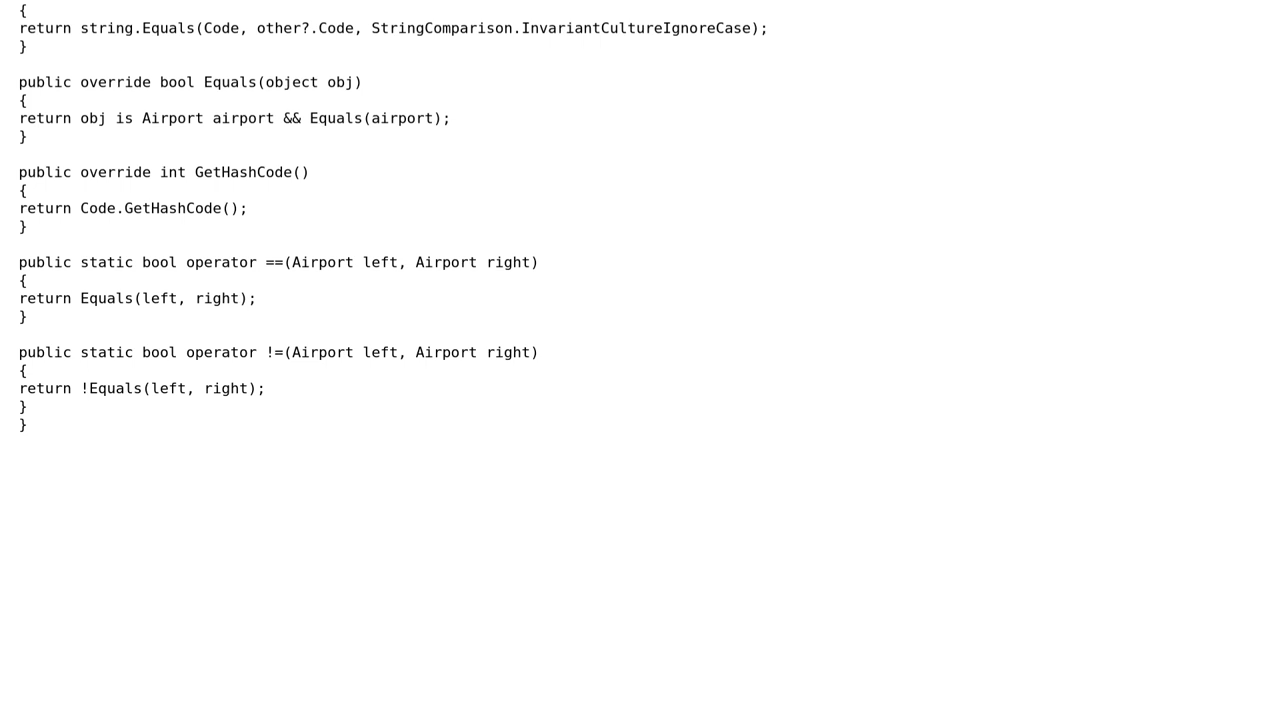 {
return string.Equals(Code, other?.Code, StringComparison.InvariantCultureIgnoreCase);
}

public override bool Equals(object obj)
{
return obj is Airport airport && Equals(airport);
}

public override int GetHashCode()
{
return Code.GetHashCode();
}

public static bool operator ==(Airport left, Airport right)
{
return Equals(left, right);
}

public static bool operator !=(Airport left, Airport right)
{
return !Equals(left, right);
}
}